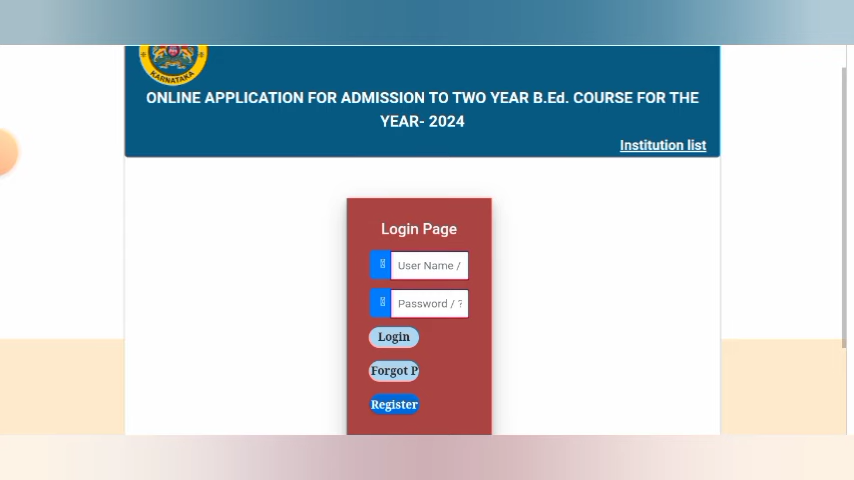 KARNATAKA
ONLINE APPLICATION FOR ADMISSION TO TWO YEAR B.Ed. COURSE FOR THE
YEAR- 2024
Institution list
Login Page
User Name /
Password / ?
Login
Forgot P
Register